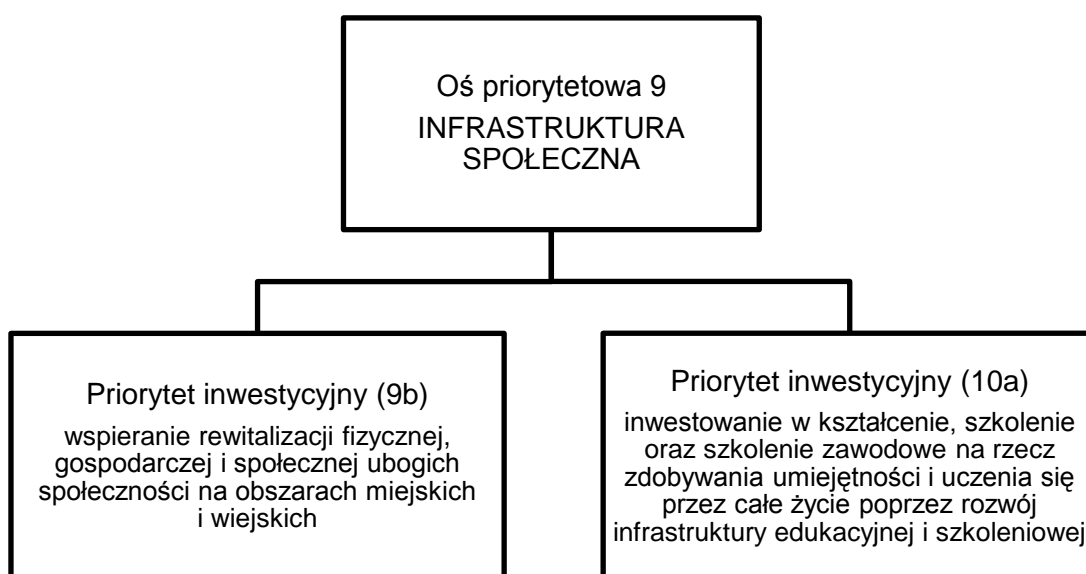 Oś priorytetowa 9
INFRASTRUKTURA
SPOŁECZNA
Priorytet inwestycyjny (9b)
wspieranie rewitalizacji fizycznej,
gospodarczej i społecznej ubogich
społeczności na obszarach miejskich
i wiejskich
Priorytet inwestycyjny (10a)
inwestowanie w kształcenie, szkolenie
oraz szkolenie zawodowe na rzecz
zdobywania umiejętności i uczenia się
przez całe życie poprzez rozwój
infrastruktury edukacyjnej i szkoleniowej